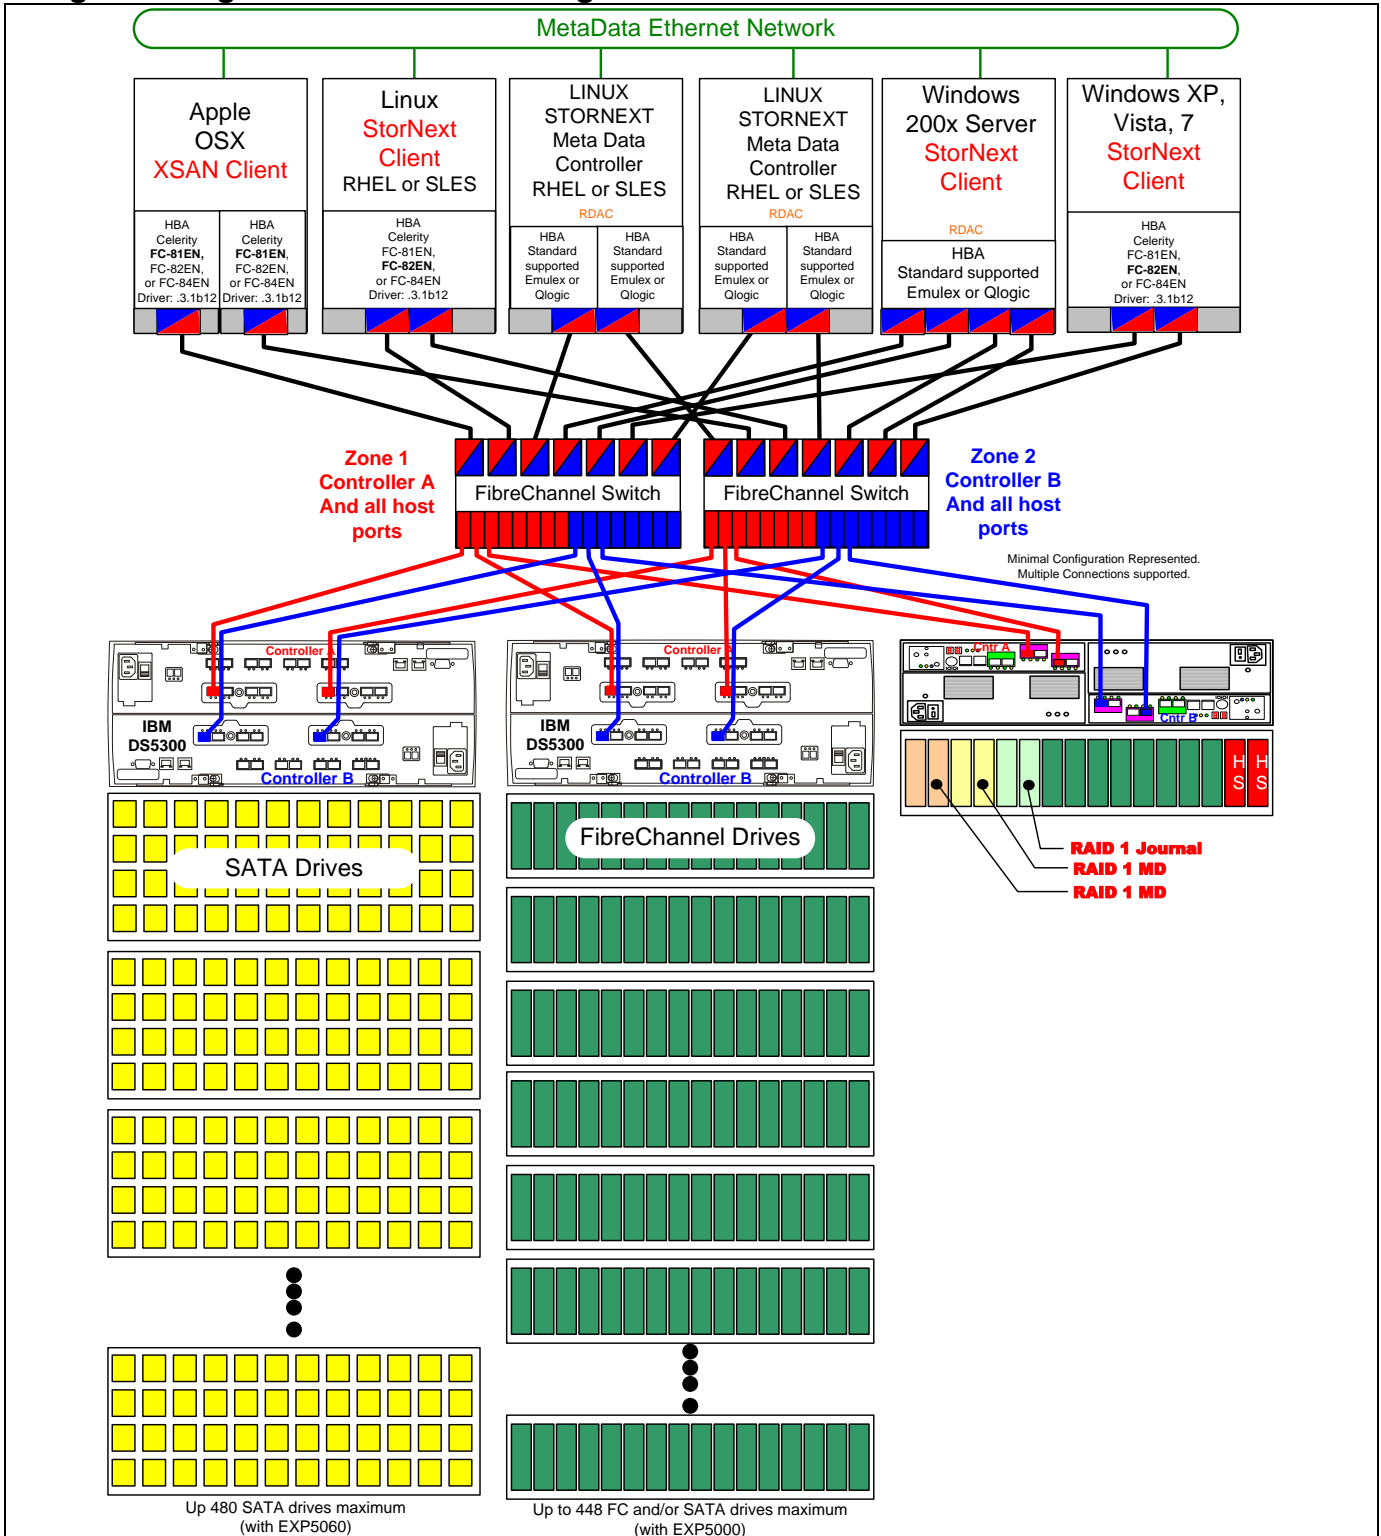 MetaData Ethernet Network
Apple
OSX
XSAN Client
HBA
Celerity
FC-81EN,
FC-82EN,
or FC-84EN
Driver: .3.1b12
HBA
Celerity
FC-81EN,
FC-82EN,
or FC-84EN
Driver: .3.1b12
Linux
StorNext
Client
RHEL or SLES
HBA
Celerity
FC-81EN,
FC-82EN,
or FC-84EN
Driver: .3.1b12
LINUX
STORNEXT
Meta Data
Controller
RHEL or SLES
RDAC
HBA
Standard
supported
Emulex or
Qlogic
HBA
Standard
supported
Emulex or
Qlogic
LINUX
STORNEXT
Meta Data
Controller
RHEL or SLES
RDAC
HBA
Standard
supported
Emulex or
Qlogic
HBA
Standard
supported
Emulex or
Qlogic
Windows
200x Server
StorNext
Client
RDAC
HBA
Standard supported
Emulex or Qlogic
Windows XP,
Vista, 7
StorNext
Client
HBA
Celerity
FC-81EN,
FC-82EN,
or FC-84EN
Driver: .3.1b12
Zone 1
Controller A
And all host
ports
FibreChannel Switch
FibreChannel Switch
Zone 2
Controller B
And all host
ports
Minimal Configuration Represented.
Multiple Connections supported.
Controller A
IBM
DS5300
Controller B
Controller A
IBM
DS5300
Controller B
Cntr A
Cntr B
H
S
H
S
RAID 1 Journal
RAID 1 MD
RAID 1 MD
SATA Drives
FibreChannel Drives
Up 480 SATA drives maximum
(with EXP5060)
Up to 448 FC and/or SATA drives maximum
(with EXP5000)